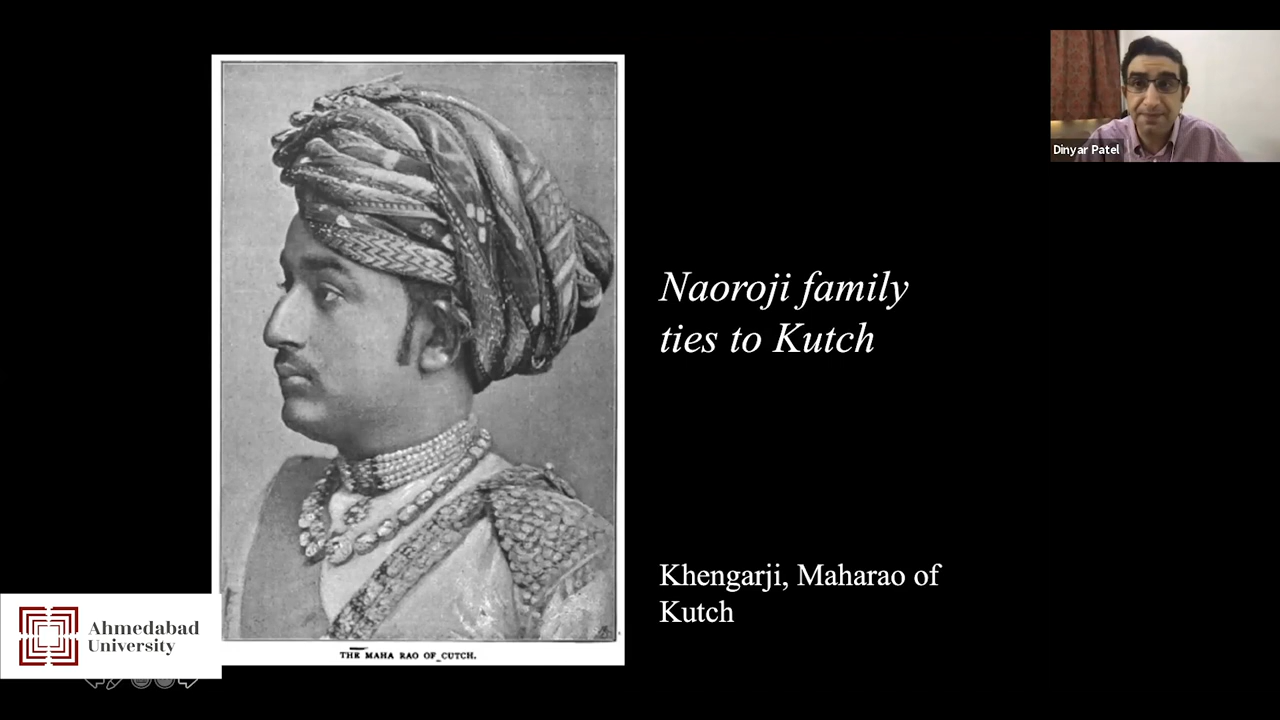 Dinyar Patel
Naoroji family
ties to Kutch
Khengarji, Maharao of
Kutch
THE MAHA RAO OF CUTCH.
Ahmedabad
University